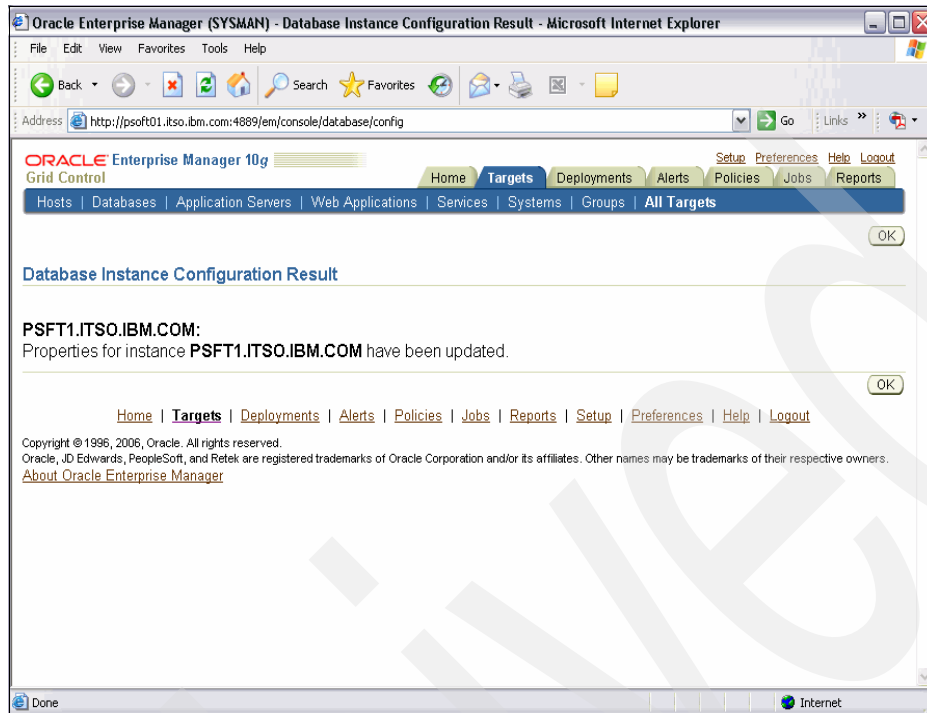 Oracle Enterprise Manager (SYSMAN) - Database Instance Configuration Result - Microsoft Internet Explorer
File Edit View Favorites Tools Help
Back Search Favorites
Address http://psoft01.itso.ibm.com:4889/em/console/database/config Go Links »
ORACLE Enterprise Manager 10g
Grid Control
Setup Preferences Help Logout
Home Targets Deployments Alerts Policies Jobs Reports
Hosts | Databases | Application Servers | Web Applications | Services | Systems | Groups | All Targets
OK
Database Instance Configuration Result
PSFT1.ITSO.IBM.COM:
Properties for instance PSFT1.ITSO.IBM.COM have been updated.
OK
Home | Targets | Deployments | Alerts | Policies | Jobs | Reports | Setup | Preferences | Help | Logout
Copyright © 1996, 2006, Oracle. All rights reserved.
Oracle, JD Edwards, PeopleSoft, and Retek are registered trademarks of Oracle Corporation and/or its affiliates. Other names may be trademarks of their respective owners.
About Oracle Enterprise Manager
Done Internet